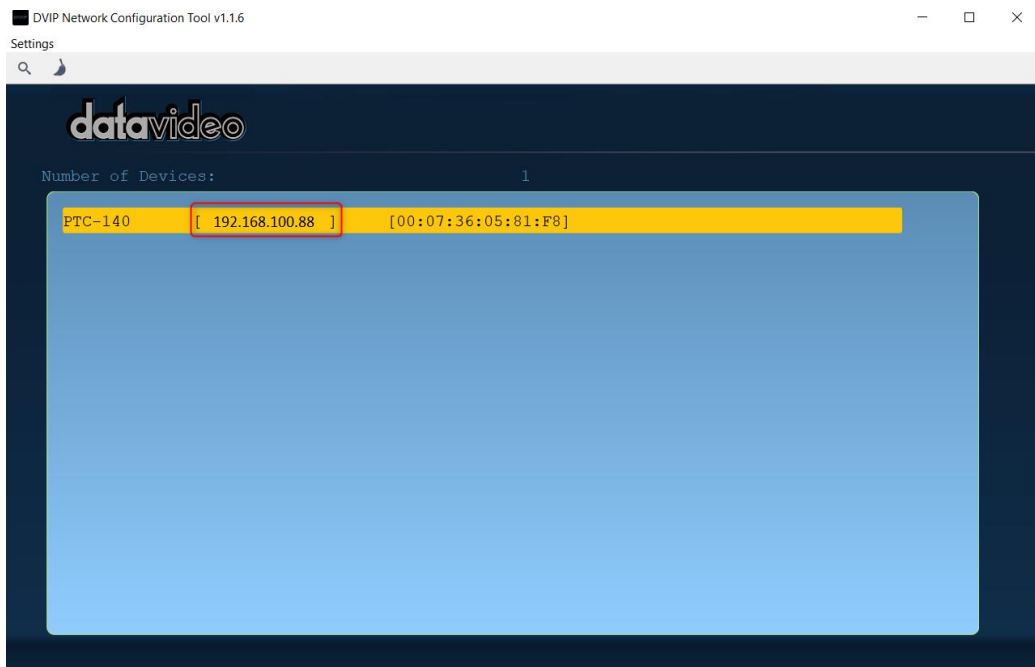 DVIP Network Configuration Tool v1.1.6
Settings
datavideo
Number of Devices: 1
PTC-140 [ 192.168.100.88 ] [00:07:36:05:81:F8]